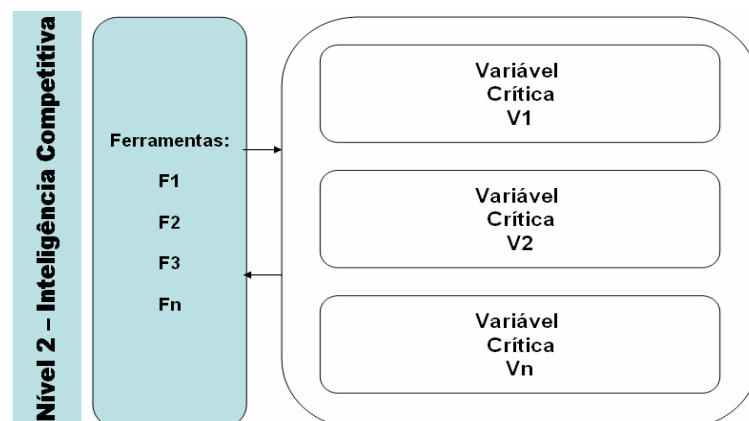 Nível 2 – Inteligência Competitiva
Ferramentas:
F1
F2
F3
Fn
Variável
Crítica
V1
Variável
Crítica
V2
Variável
Crítica
Vn